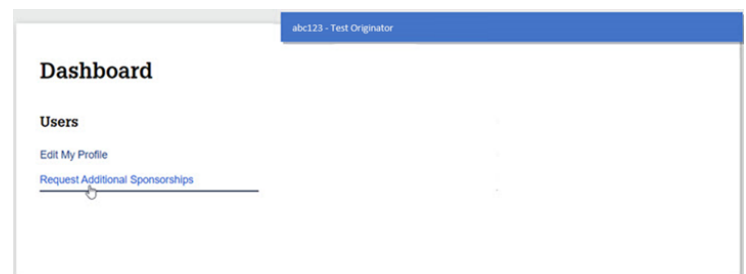 abc123 - Test Originator
Dashboard
Users
Edit My Profile
Request Additional Sponsorships